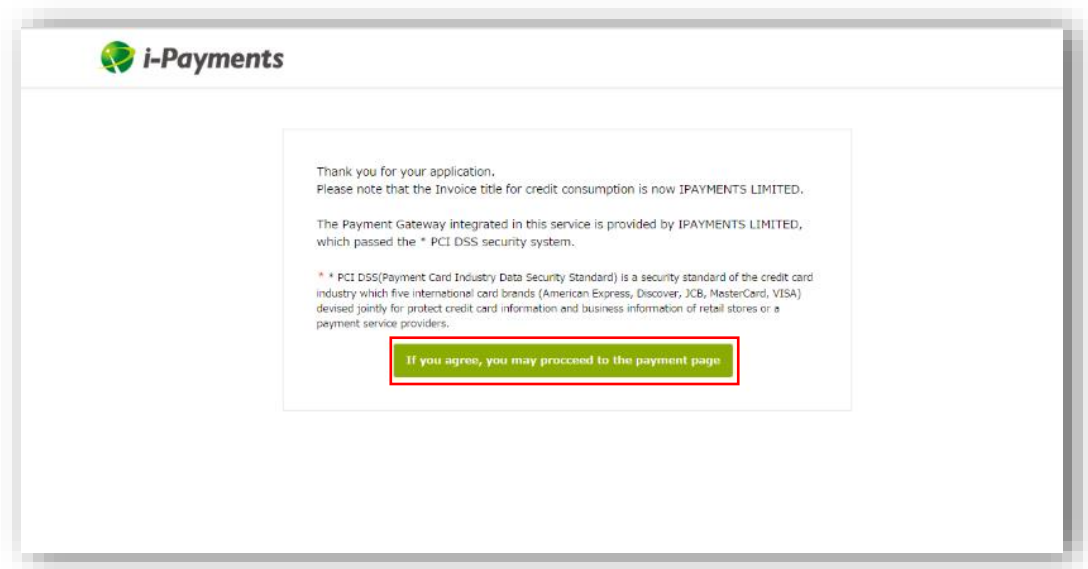 i-Payments
Thank you for your application.
Please note that the Invoice title for credit consumption is now IPAYMENTS LIMITED.
The Payment Gateway integrated in this service is provided by IPAYMENTS LIMITED,
which passed the * PCI DSS security system.
* * PCI DSS(Payment Card Industry Data Security Standard) is a security standard of the credit card
industry which five international card brands (American Express, Discover, JCB, MasterCard, VISA)
devised jointly for protect credit card information and business information of retail stores or a
payment service providers.
If you agree, you may procceed to the payment page